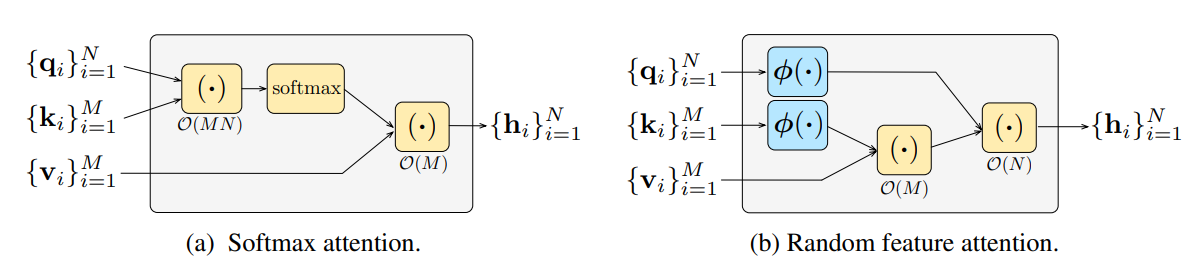 {q_i}_{i=1}^N
{k_i}_{i=1}^M
{v_i}_{i=1}^M
(·)
O(MN)
softmax
(·)
O(M)
{h_i}_{i=1}^N
(a) Softmax attention.
{q_i}_{i=1}^N
{k_i}_{i=1}^M
{v_i}_{i=1}^M
ϕ(·)
ϕ(·)
(·)
O(M)
(·)
O(N)
{h_i}_{i=1}^N
(b) Random feature attention.